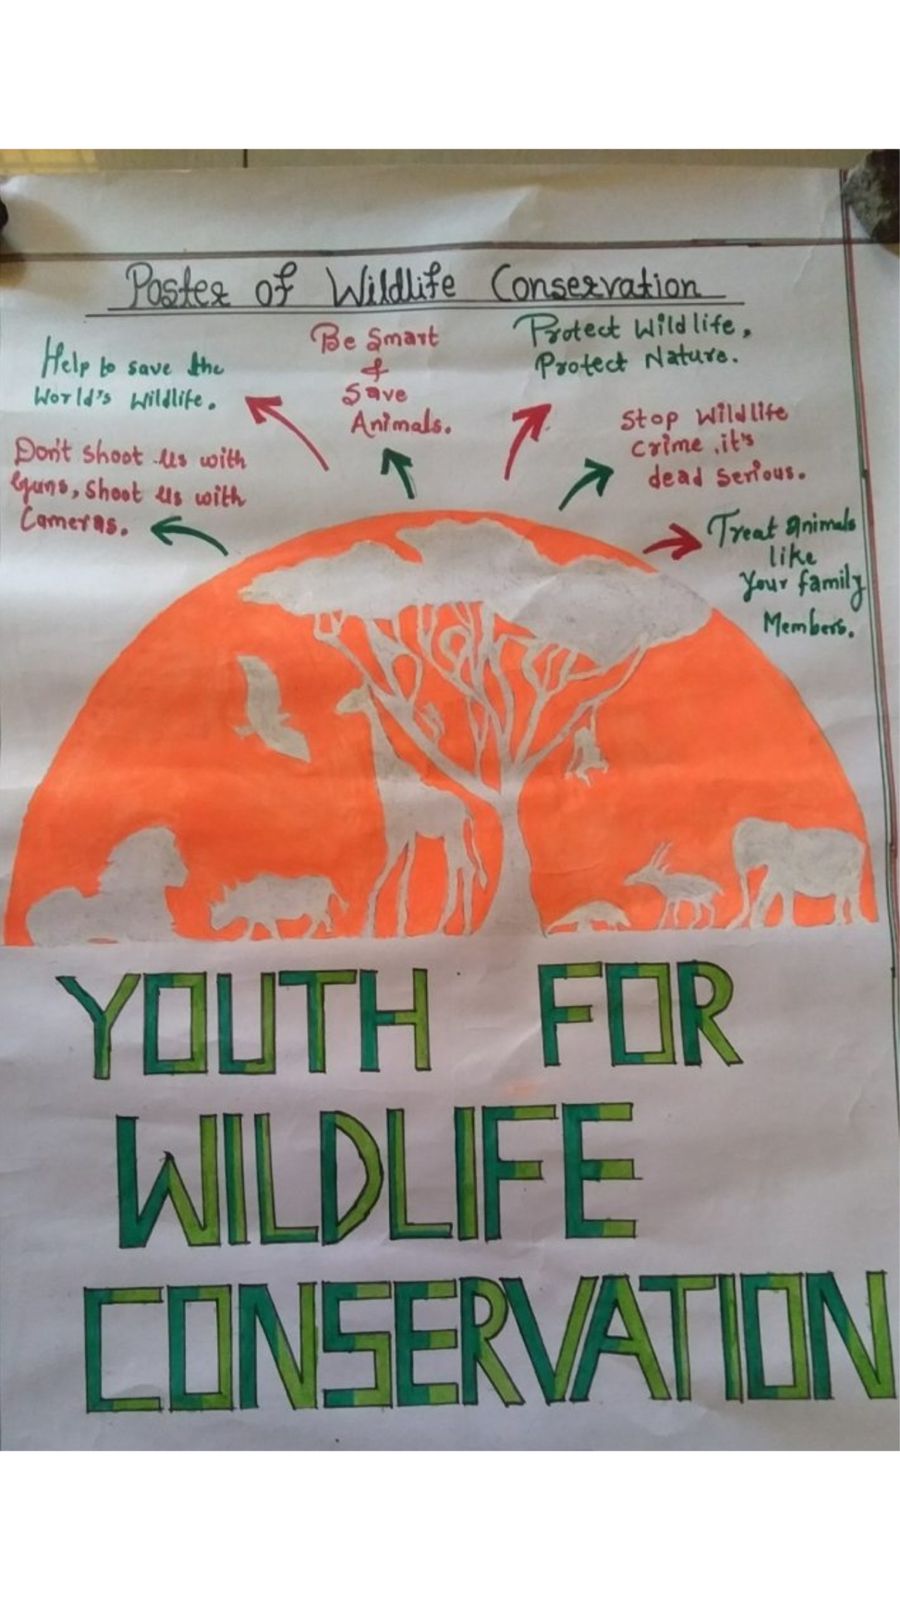 Poster of Wildlife Conservation
Help to save the
World's Wildlife.
Be Smart
&
Save
Animals.
Protect Wildlife,
Protect Nature.
Don't shoot us with
Guns, shoot us with
Cameras.
Stop Wildlife
Crime, it's
dead serious.
Treat animals
like
Your family
Members.
YOUTH FOR
WILDLIFE
CONSERVATION